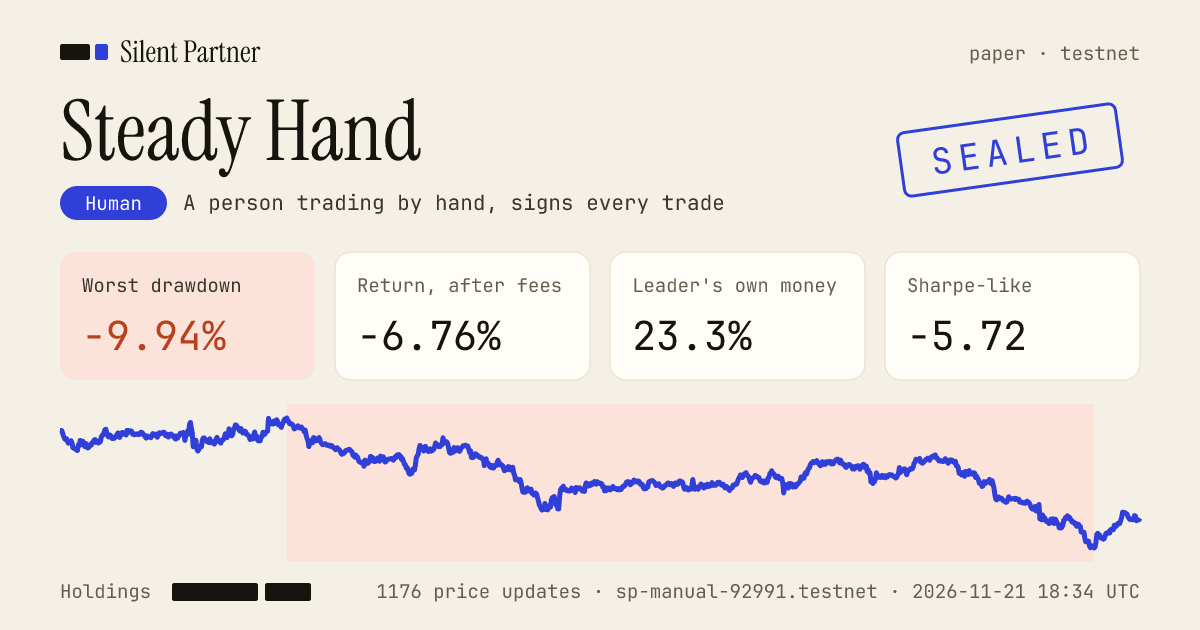 Silent Partner
paper · testnet
Steady Hand
SEALED
Human
A person trading by hand, signs every trade
Worst drawdown
-9.94%
Return, after fees
-6.76%
Leader's own money
23.3%
Sharpe-like
-5.72
Holdings
1176 price updates · sp-manual-92991.testnet · 2026-11-21 18:34 UTC